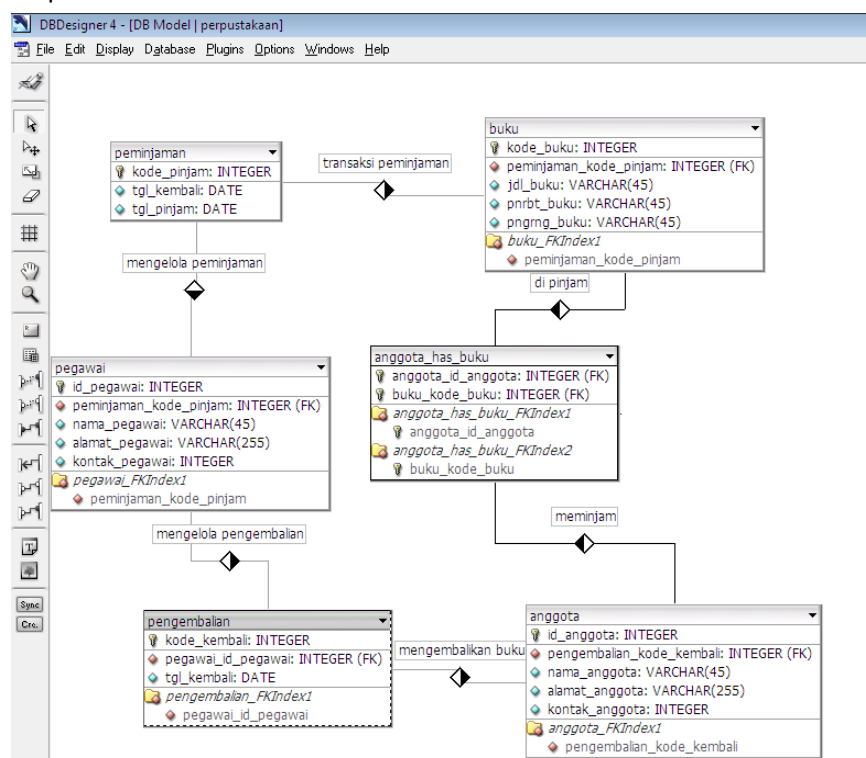 DBDesigner 4 - [DB Model | perpustakaan]
File Edit Display Database Plugins Options Windows Help
peminjaman
kode_pinjam: INTEGER
tgl_kembali: DATE
tgl_pinjam: DATE
transaksi peminjaman
buku
kode_buku: INTEGER
peminjaman_kode_pinjam: INTEGER (FK)
jdl_buku: VARCHAR(45)
pnrbt_buku: VARCHAR(45)
pngrng_buku: VARCHAR(45)
buku_FKIndex1
peminjaman_kode_pinjam
mengelola peminjaman
di pinjam
pegawai
id_pegawai: INTEGER
peminjaman_kode_pinjam: INTEGER (FK)
nama_pegawai: VARCHAR(45)
alamat_pegawai: VARCHAR(255)
kontak_pegawai: INTEGER
pegawai_FKIndex1
peminjaman_kode_pinjam
anggota_has_buku
anggota_id_anggota: INTEGER (FK)
buku_kode_buku: INTEGER (FK)
anggota_has_buku_FKIndex1
anggota_id_anggota
anggota_has_buku_FKIndex2
buku_kode_buku
mengelola pengembalian
meminjam
pengembalian
kode_kembali: INTEGER
pegawai_id_pegawai: INTEGER (FK)
tgl_kembali: DATE
pengembalian_FKIndex1
pegawai_id_pegawai
mengembalikan buku
anggota
id_anggota: INTEGER
pengembalian_kode_kembali: INTEGER (FK)
nama_anggota: VARCHAR(45)
alamat_anggota: VARCHAR(255)
kontak_anggota: INTEGER
anggota_FKIndex1
pengembalian_kode_kembali
Sync
Cre.